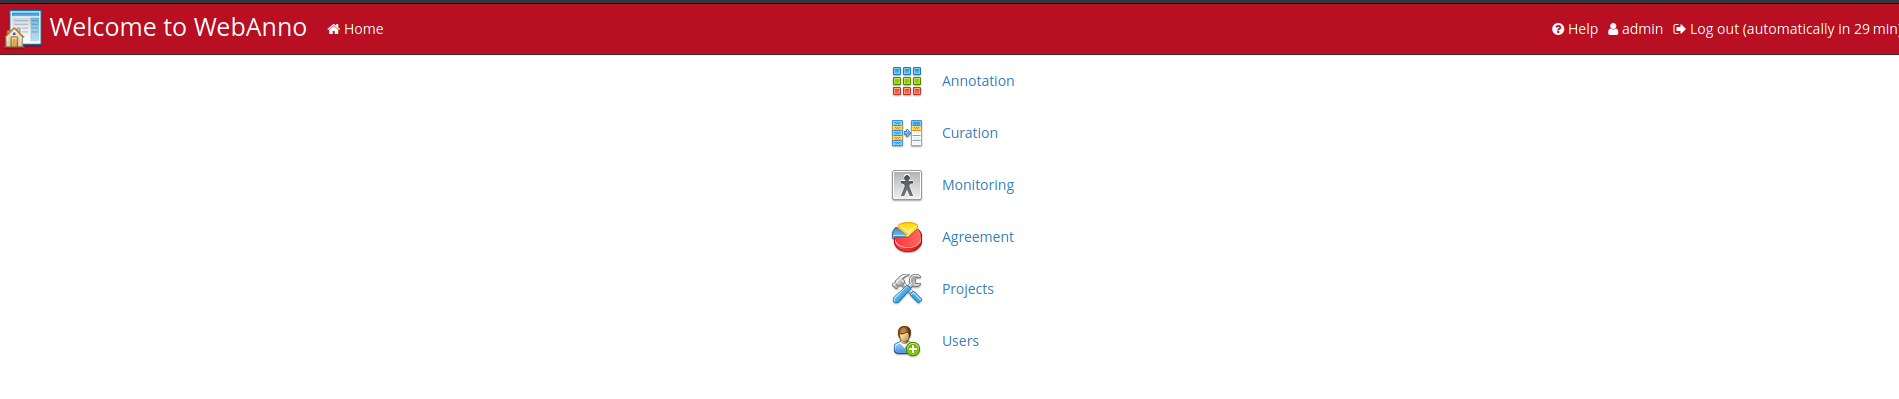 Welcome to WebAnno Home Help admin Log out (automatically in 29 min
Annotation
Curation
Monitoring
Agreement
Projects
Users